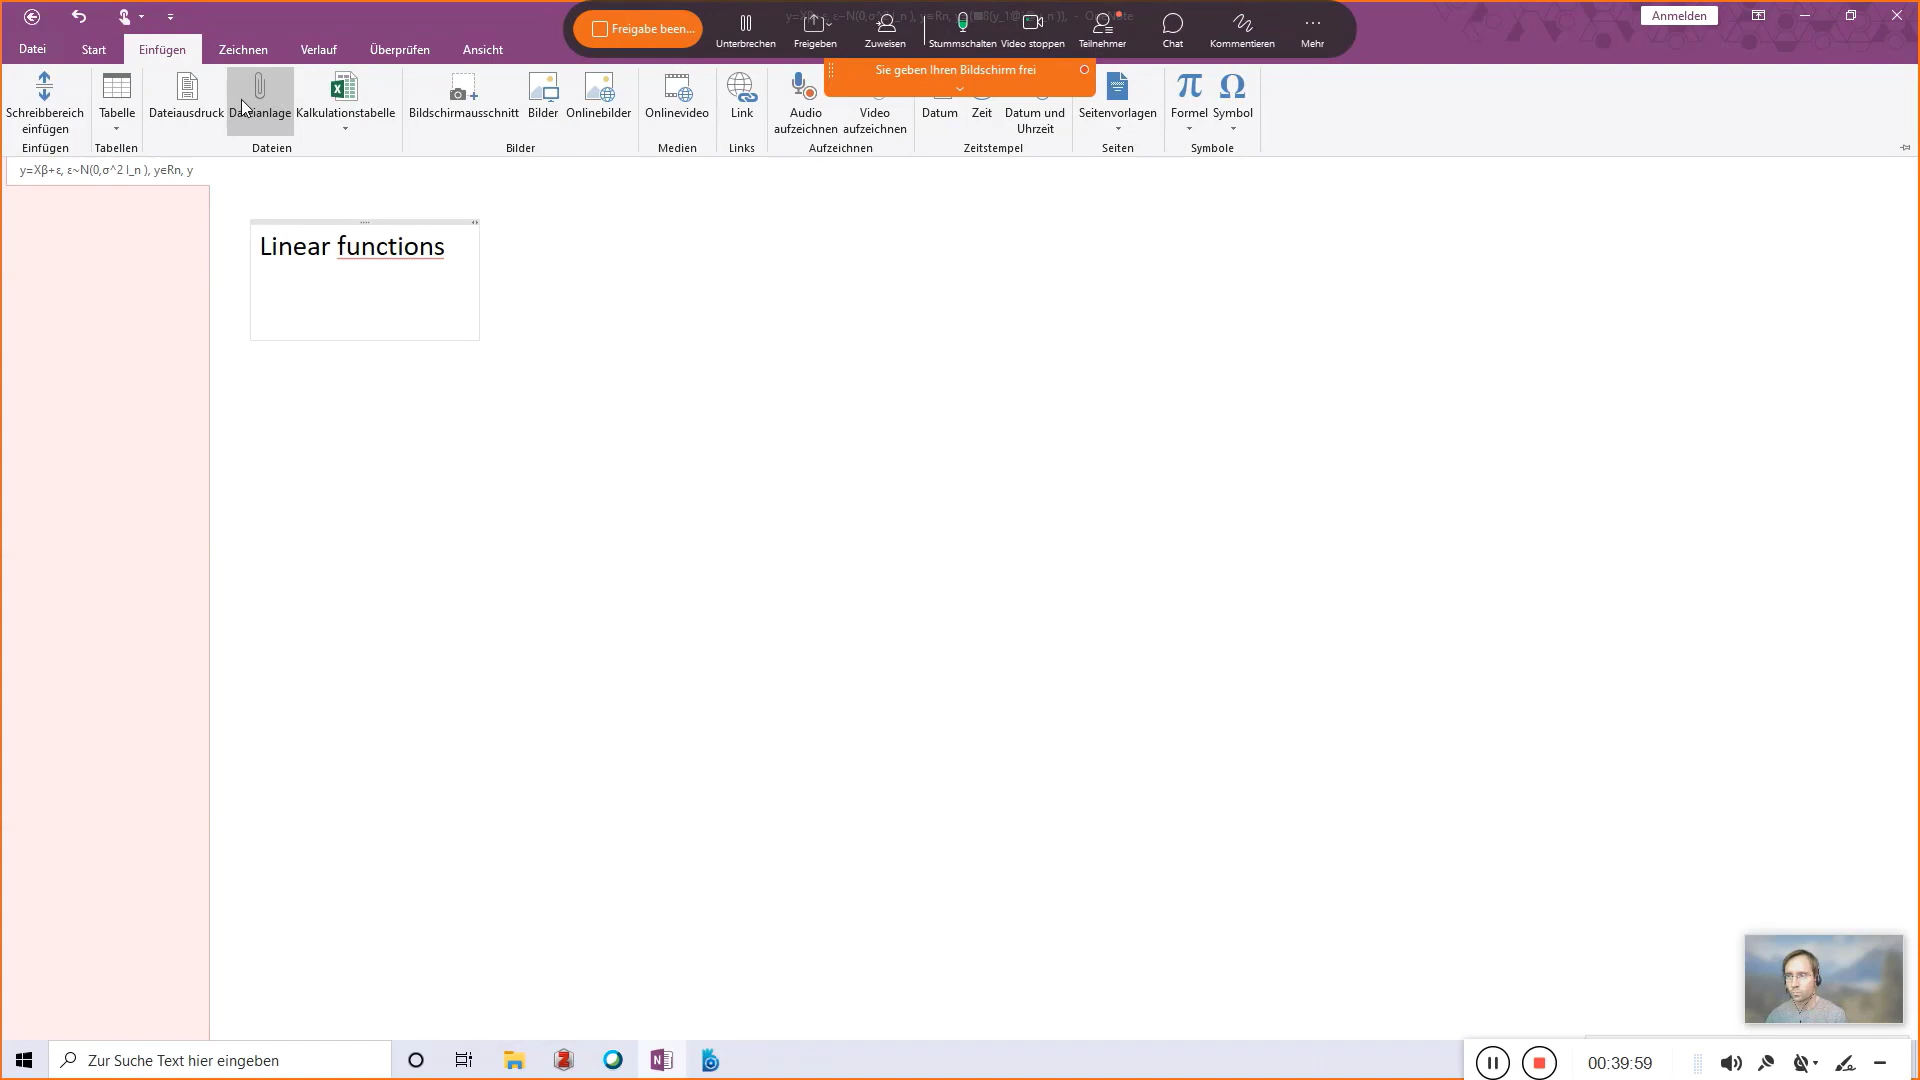 Anmelden
Freigabe been...
Unterbrechen
Freigeben
Zuweisen
Stummschalten
Video stoppen
Teilnehmer
Chat
Kommentieren
Mehr
Datei
Start
Einfügen
Zeichnen
Verlauf
Überprüfen
Ansicht
Sie geben Ihren Bildschirm frei
Schreibbereich
einfügen
Tabelle
Dateiausdruck
Dateianlage
Kalkulationstabelle
Bildschirmausschnitt
Bilder
Onlinebilder
Onlinevideo
Link
Audio
aufzeichnen
Video
aufzeichnen
Datum
Zeit
Datum und
Uhrzeit
Seitenvorlagen
Formel
Symbol
Einfügen
Tabellen
Dateien
Bilder
Medien
Links
Aufzeichnen
Zeitstempel
Seiten
Symbole
y=Xβ+ε, ε~N(0,σ^2 I_n ), y∈Rn, y
Linear functions
Zur Suche Text hier eingeben
00:39:59